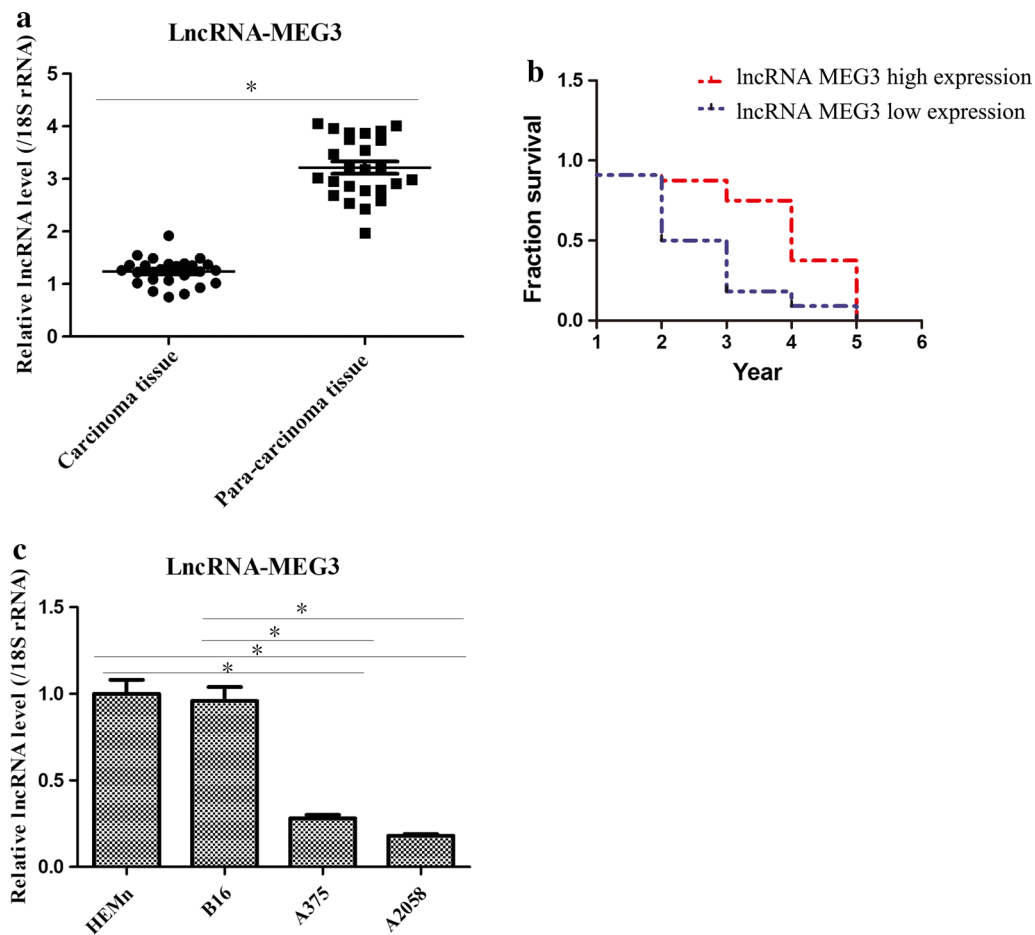 a
LncRNA-MEG3
Relative lncRNA level (/18S rRNA)
5
4
3
2
1
0
*
Carcinoma tissue
Para-carcinoma tissue
b
lncRNA MEG3 high expression
lncRNA MEG3 low expression
Fraction survival
1.5
1.0
0.5
0.0
1 2 3 4 5 6
Year
c
LncRNA-MEG3
Relative lncRNA level (/18S rRNA)
1.5
1.0
0.5
0.0
*
*
*
*
HEMn
B16
A375
A2058